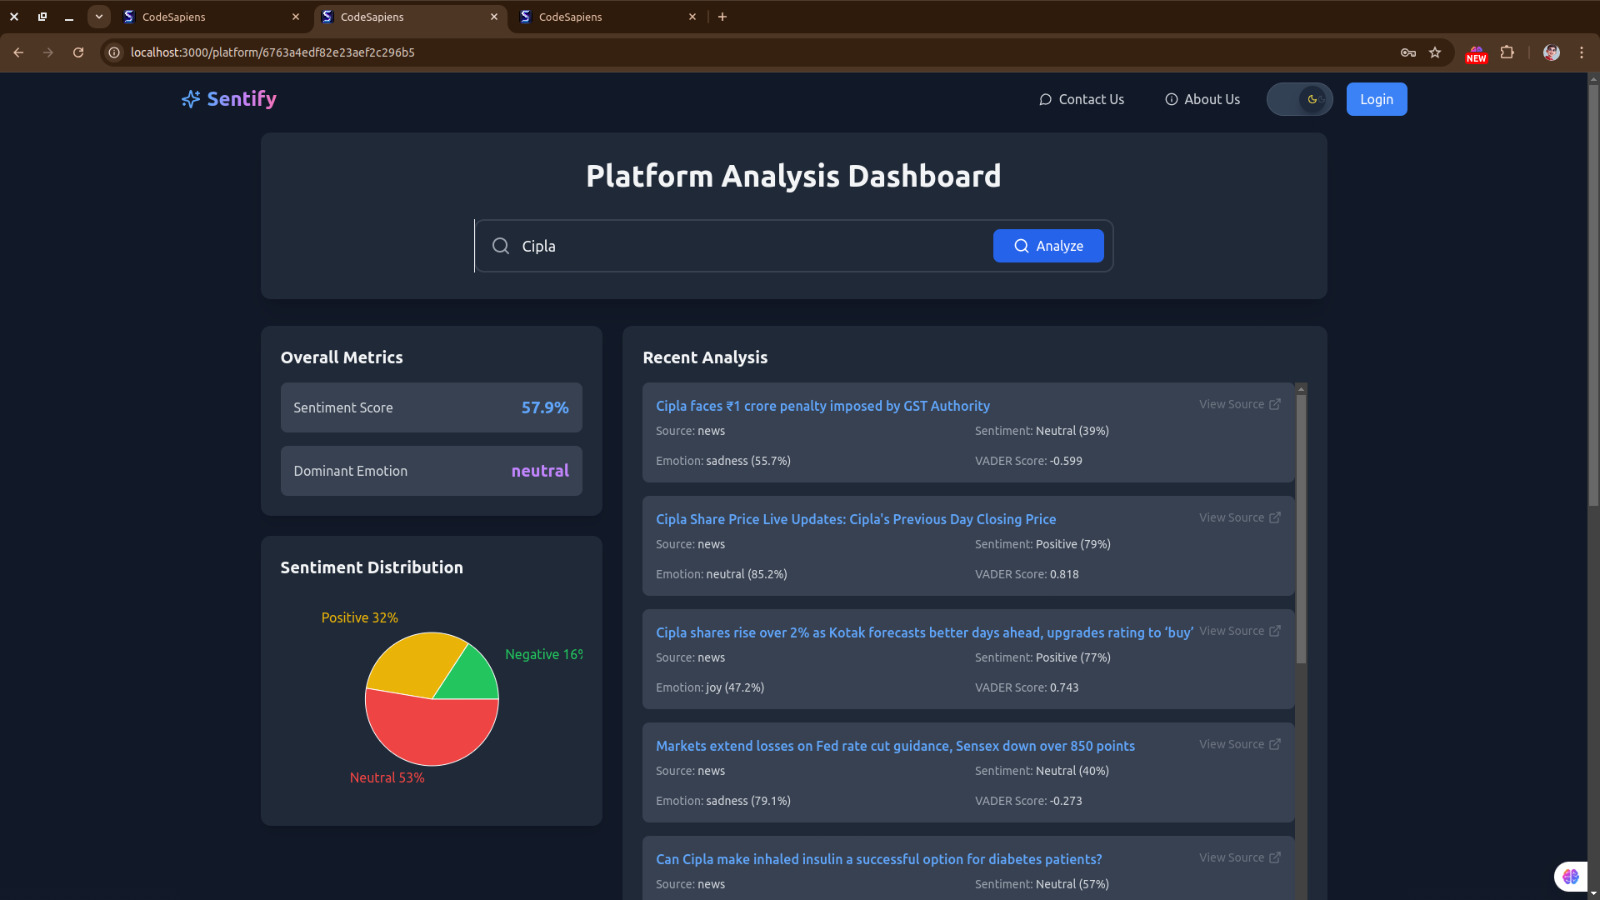 CodeSapiens
CodeSapiens
CodeSapiens
localhost:3000/platform/6763a4edf82e23aef2c296b5
NEW
Sentify
Contact Us
About Us
Login
Platform Analysis Dashboard
Cipla
Analyze
Overall Metrics
Sentiment Score 57.9%
Dominant Emotion neutral
Sentiment Distribution
Positive 32%
Negative 16%
Neutral 53%
Recent Analysis
Cipla faces ₹1 crore penalty imposed by GST Authority View Source
Source: news Sentiment: Neutral (39%)
Emotion: sadness (55.7%) VADER Score: -0.599
Cipla Share Price Live Updates: Cipla's Previous Day Closing Price View Source
Source: news Sentiment: Positive (79%)
Emotion: neutral (85.2%) VADER Score: 0.818
Cipla shares rise over 2% as Kotak forecasts better days ahead, upgrades rating to ‘buy’ View Source
Source: news Sentiment: Positive (77%)
Emotion: joy (47.2%) VADER Score: 0.743
Markets extend losses on Fed rate cut guidance, Sensex down over 850 points View Source
Source: news Sentiment: Neutral (40%)
Emotion: sadness (79.1%) VADER Score: -0.273
Can Cipla make inhaled insulin a successful option for diabetes patients? View Source
Source: news Sentiment: Neutral (57%)